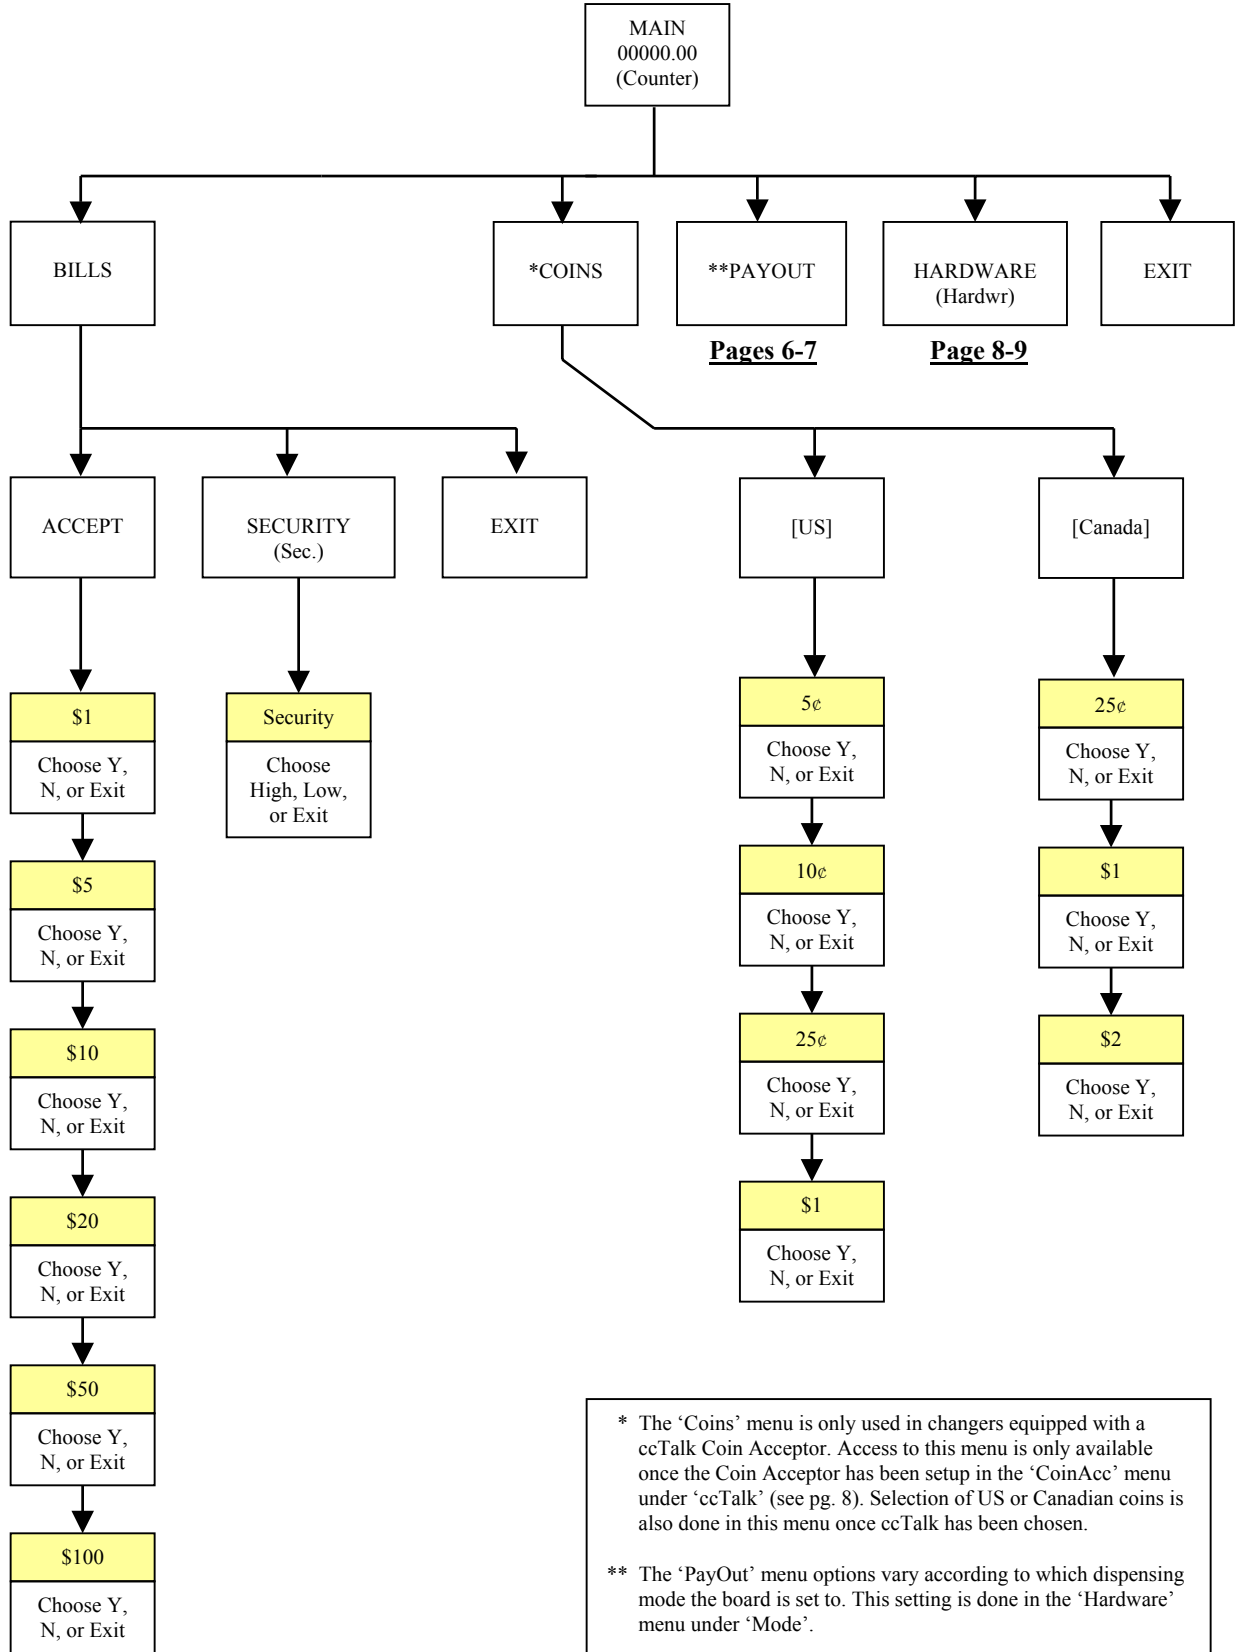 MAIN
00000.00
(Counter)
BILLS
*COINS
**PAYOUT
HARDWARE
(Hardwr)
EXIT
Pages 6-7
Page 8-9
ACCEPT
SECURITY
(Sec.)
EXIT
[US]
[Canada]
$1
Choose Y,
N, or Exit
$5
Choose Y,
N, or Exit
$10
Choose Y,
N, or Exit
$20
Choose Y,
N, or Exit
$50
Choose Y,
N, or Exit
$100
Choose Y,
N, or Exit
Security
Choose
High, Low,
or Exit
5¢
Choose Y,
N, or Exit
10¢
Choose Y,
N, or Exit
25¢
Choose Y,
N, or Exit
$1
Choose Y,
N, or Exit
25¢
Choose Y,
N, or Exit
$1
Choose Y,
N, or Exit
$2
Choose Y,
N, or Exit
* The ‘Coins’ menu is only used in changers equipped with a
ccTalk Coin Acceptor. Access to this menu is only available
once the Coin Acceptor has been setup in the ‘CoinAcc’ menu
under ‘ccTalk’ (see pg. 8). Selection of US or Canadian coins is
also done in this menu once ccTalk has been chosen.
** The ‘PayOut’ menu options vary according to which dispensing
mode the board is set to. This setting is done in the ‘Hardware’
menu under ‘Mode’.